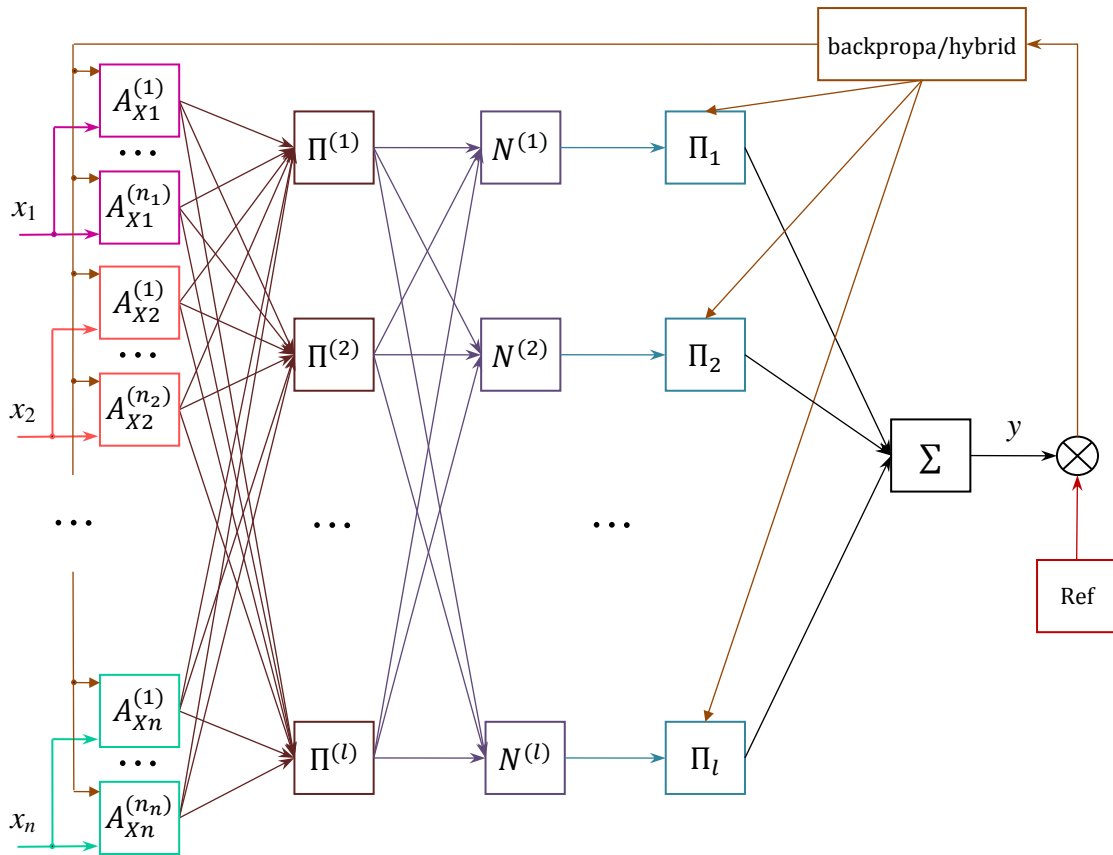 backpropa/hybrid
A_{X1}^{(1)}
...
A_{X1}^{(n_1)}
x_1
A_{X2}^{(1)}
...
A_{X2}^{(n_2)}
x_2
...
A_{Xn}^{(1)}
...
A_{Xn}^{(n_n)}
x_n
Π^{(1)}
Π^{(2)}
...
Π^{(l)}
N^{(1)}
N^{(2)}
N^{(l)}
...
Π_1
Π_2
Π_l
Σ
y
Ref